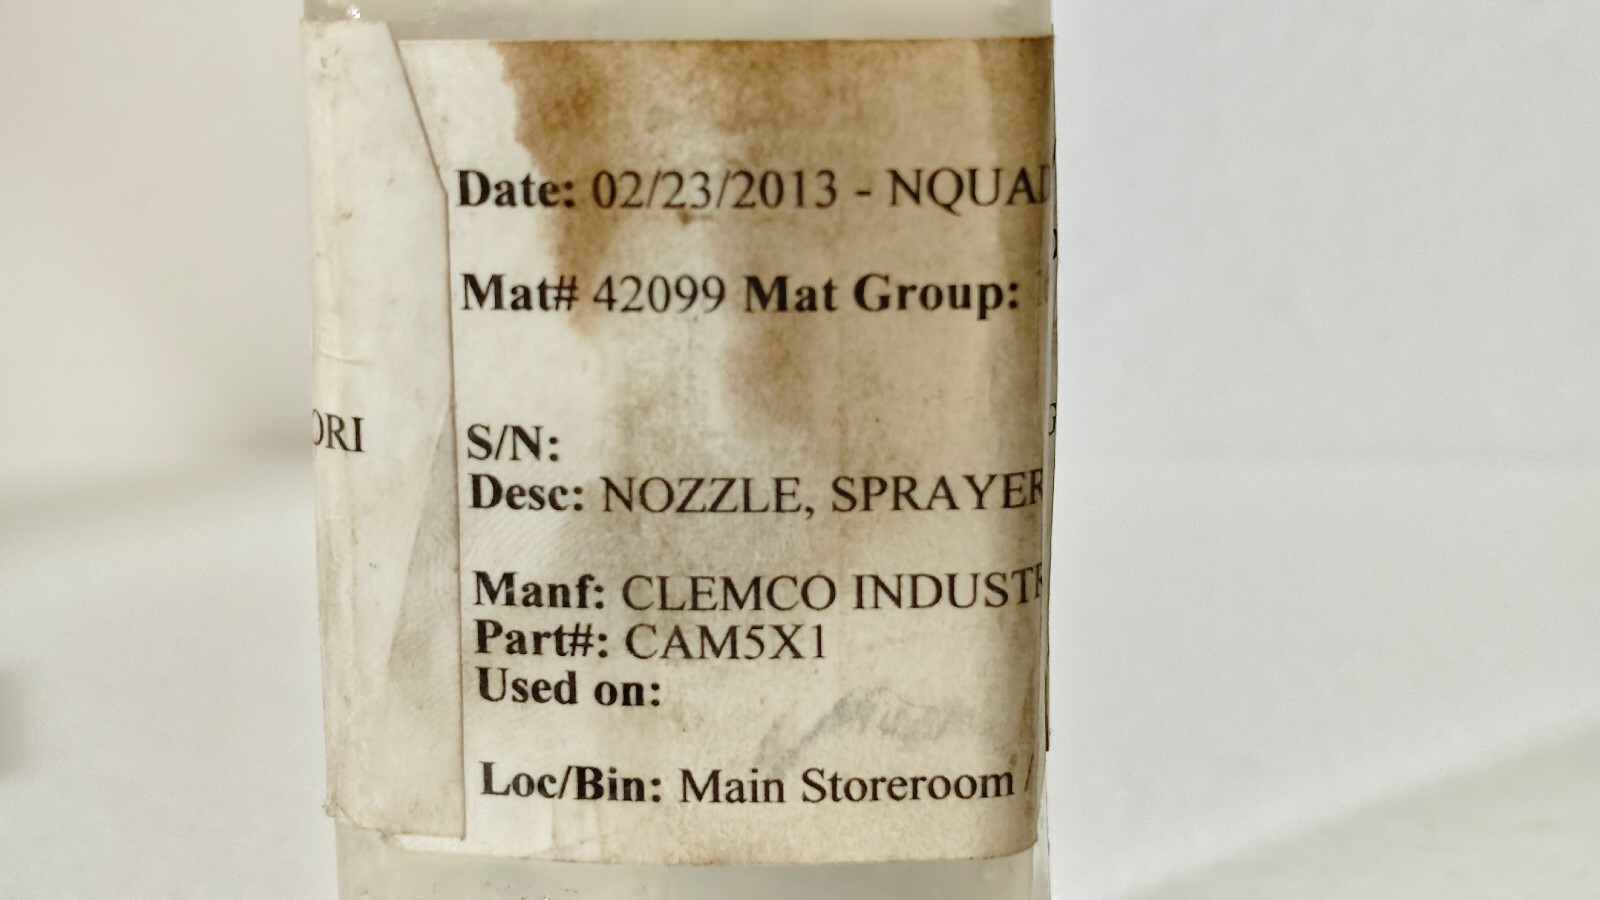 Date: 02/23/2013 - NQUAD
Mat# 42099 Mat Group:
ORI
S/N:
Desc: NOZZLE, SPRAYER
Manf: CLEMCO INDUSTR
Part#: CAM5X1
Used on:
Loc/Bin: Main Storeroom /